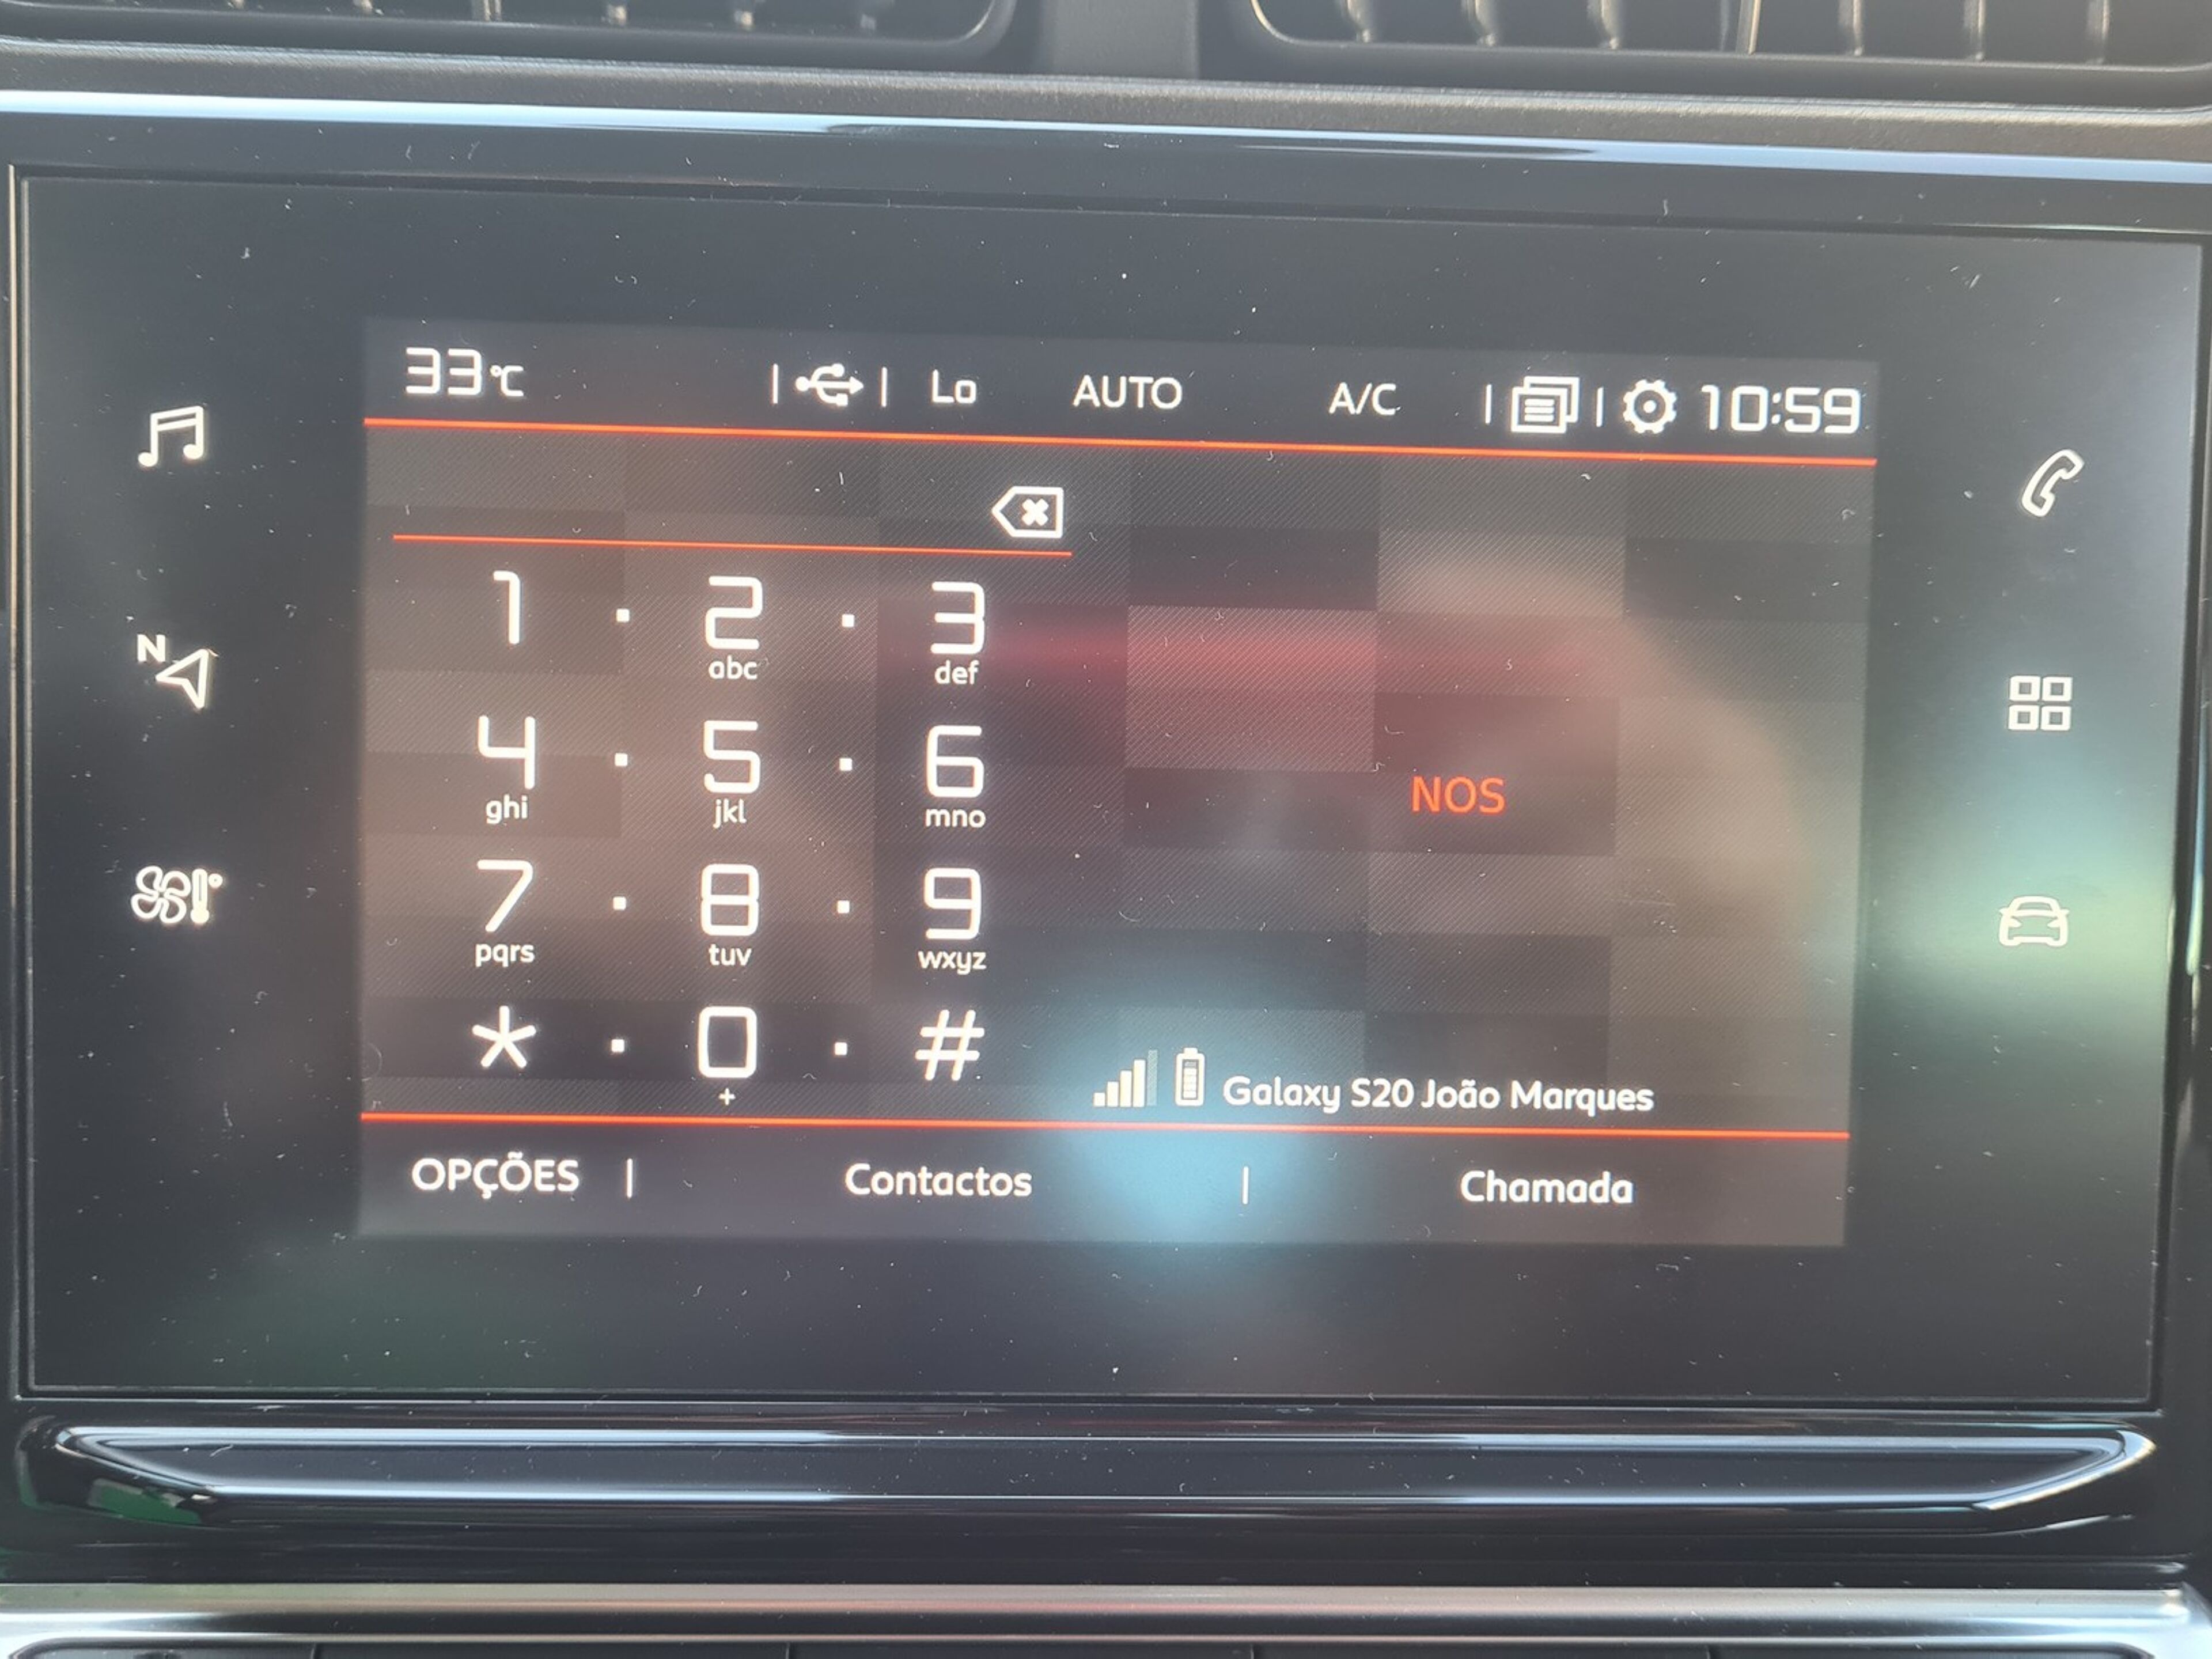 33°C Lo AUTO A/C 10:59
1 2 3
abc def
4 5 6
ghi jkl mno
NOS
7 8 9
pqrs tuv wxyz
* 0 #
+
Galaxy S20 João Marques
OPÇÕES | Contactos | Chamada
N